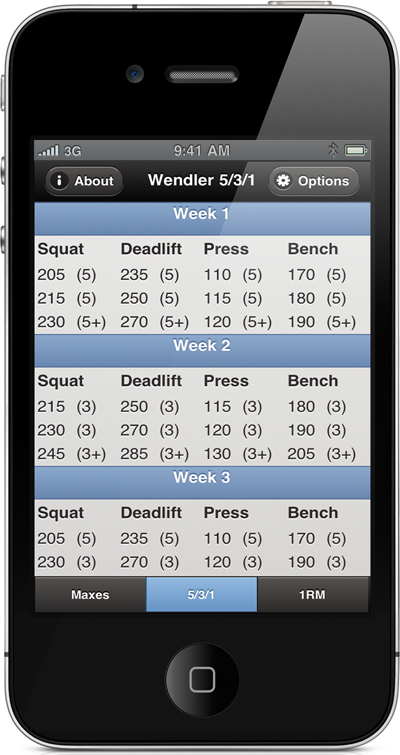 3G 9:41 AM
About Wendler 5/3/1 Options
Week 1
Squat Deadlift Press Bench
205 (5) 235 (5) 110 (5) 170 (5)
215 (5) 250 (5) 115 (5) 180 (5)
230 (5+) 270 (5+) 120 (5+) 190 (5+)
Week 2
Squat Deadlift Press Bench
215 (3) 250 (3) 115 (3) 180 (3)
230 (3) 270 (3) 120 (3) 190 (3)
245 (3+) 285 (3+) 130 (3+) 205 (3+)
Week 3
Squat Deadlift Press Bench
205 (5) 235 (5) 110 (5) 170 (5)
230 (3) 270 (3) 120 (3) 190 (3)
Maxes 5/3/1 1RM